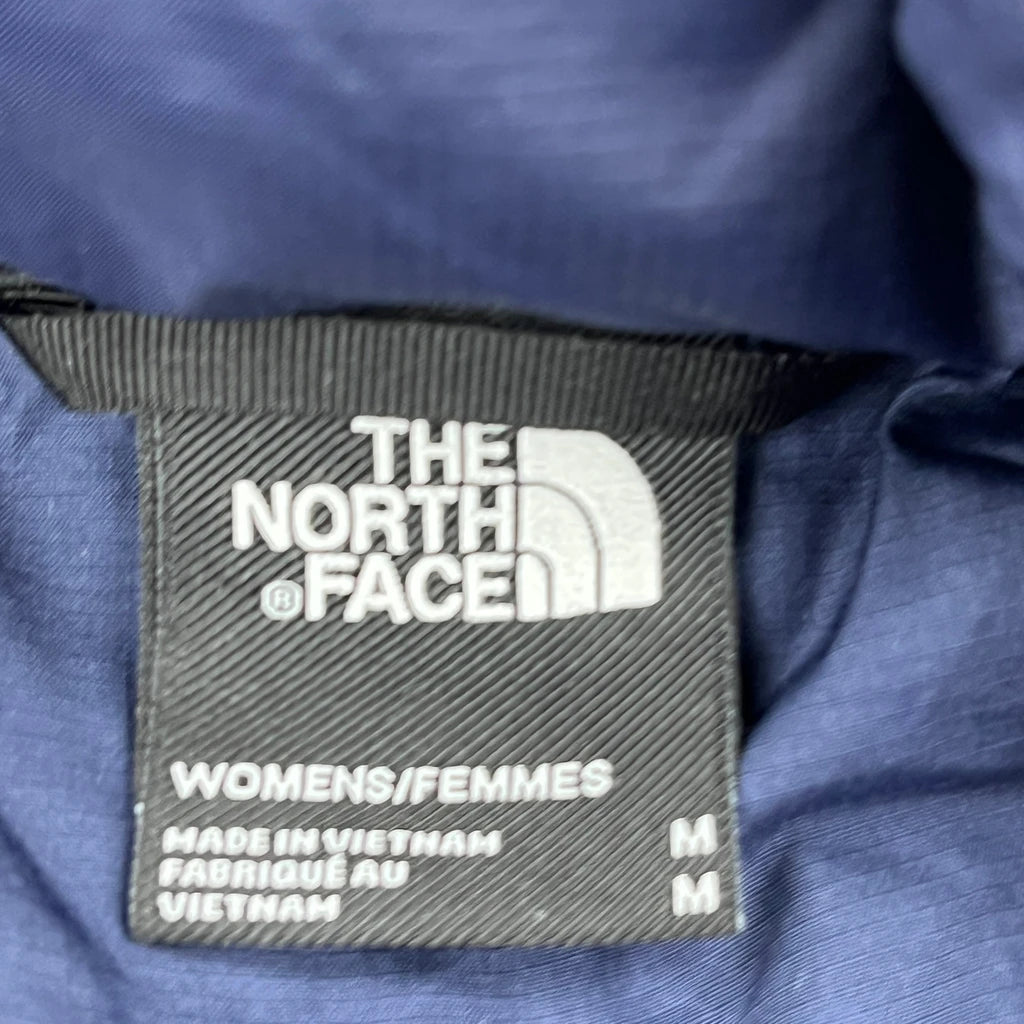 THE
NORTH
®FACE
WOMENS/FEMMES
MADE IN VIETNAM M
FABRIQUÉ AU
VIETNAM M